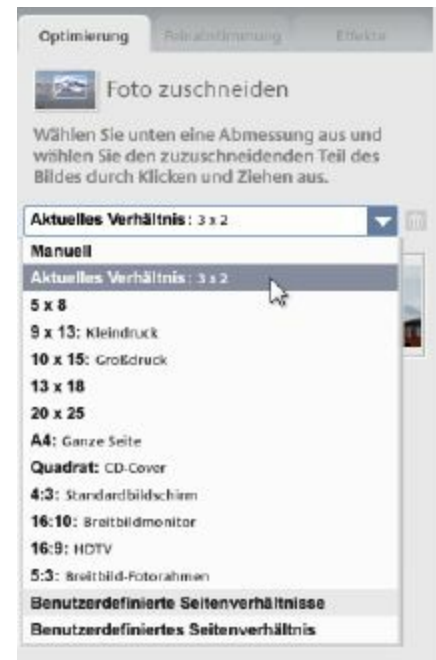 Optimierung Feinabstimmung Effekte
Foto zuschneiden
Wählen Sie unten eine Abmessung aus und
wählen Sie den zuzuschneidenden Teil des
Bildes durch Klicken und Ziehen aus.
Aktuelles Verhältnis: 3 x 2
Manuell
Aktuelles Verhältnis: 3 x 2
5 x 8
9 x 13: Kleindruck
10 x 15: Großdruck
13 x 18
20 x 25
A4: Ganze Seite
Quadrat: CD-Cover
4:3: Standardbildschirm
16:10: Breitbildmonitor
16:9: HDTV
5:3: Breitbild-Fotorahmen
Benutzerdefinierte Seitenverhältnisse
Benutzerdefiniertes Seitenverhältnis